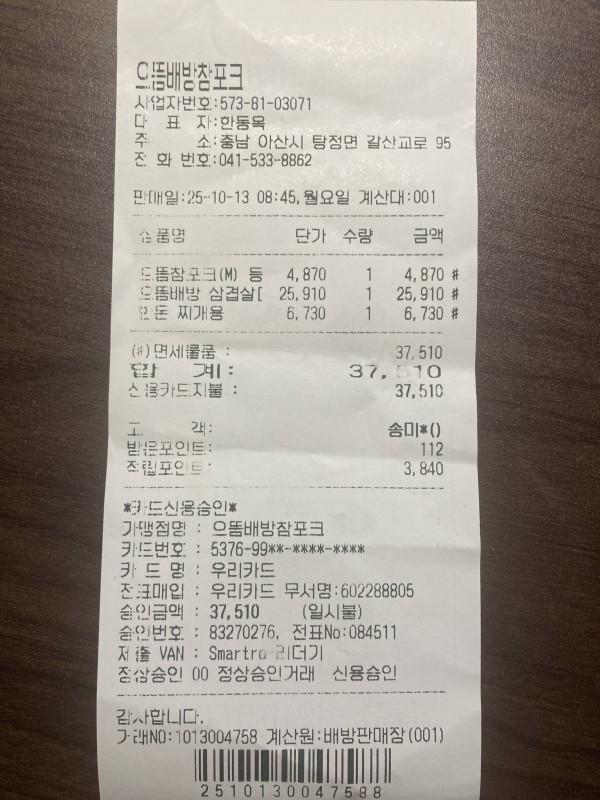 으뜸배방참포크
사업자번호:573-81-03071
대 표 자:한동목
주 소:충남 아산시 탕정면 갈산교로 95
전 화 번호:041-533-8862
판매일:25-10-13 08:45,월요일 계산대:001
상품명 단가 수량 금액
으뜸참포크(M) 등 4,870 1 4,870 #
으뜸배방 삼겹살[ 25,910 1 25,910 #
한돈 찌개용 6,730 1 6,730 #
(#)면세물품 : 37,510
합 계: 37,510
신용카드지불 : 37,510
고 객: 송미*()
받은포인트: 112
적립포인트: 3,840
*카드신용승인*
가맹점명 : 으뜸배방참포크
카드번호 : 5376-99**-****-****
카 드 명 : 우리카드
전표매입 : 우리카드 무서명:602288805
승인금액 : 37,510 (일시불)
승인번호 : 83270276, 전표No:084511
제출 VAN : Smartro 리더기
정상승인 00 정상승인거래 신용승인
감사합니다.
거래NO:1013004758 계산원:배방판매장(001)
2510130047588